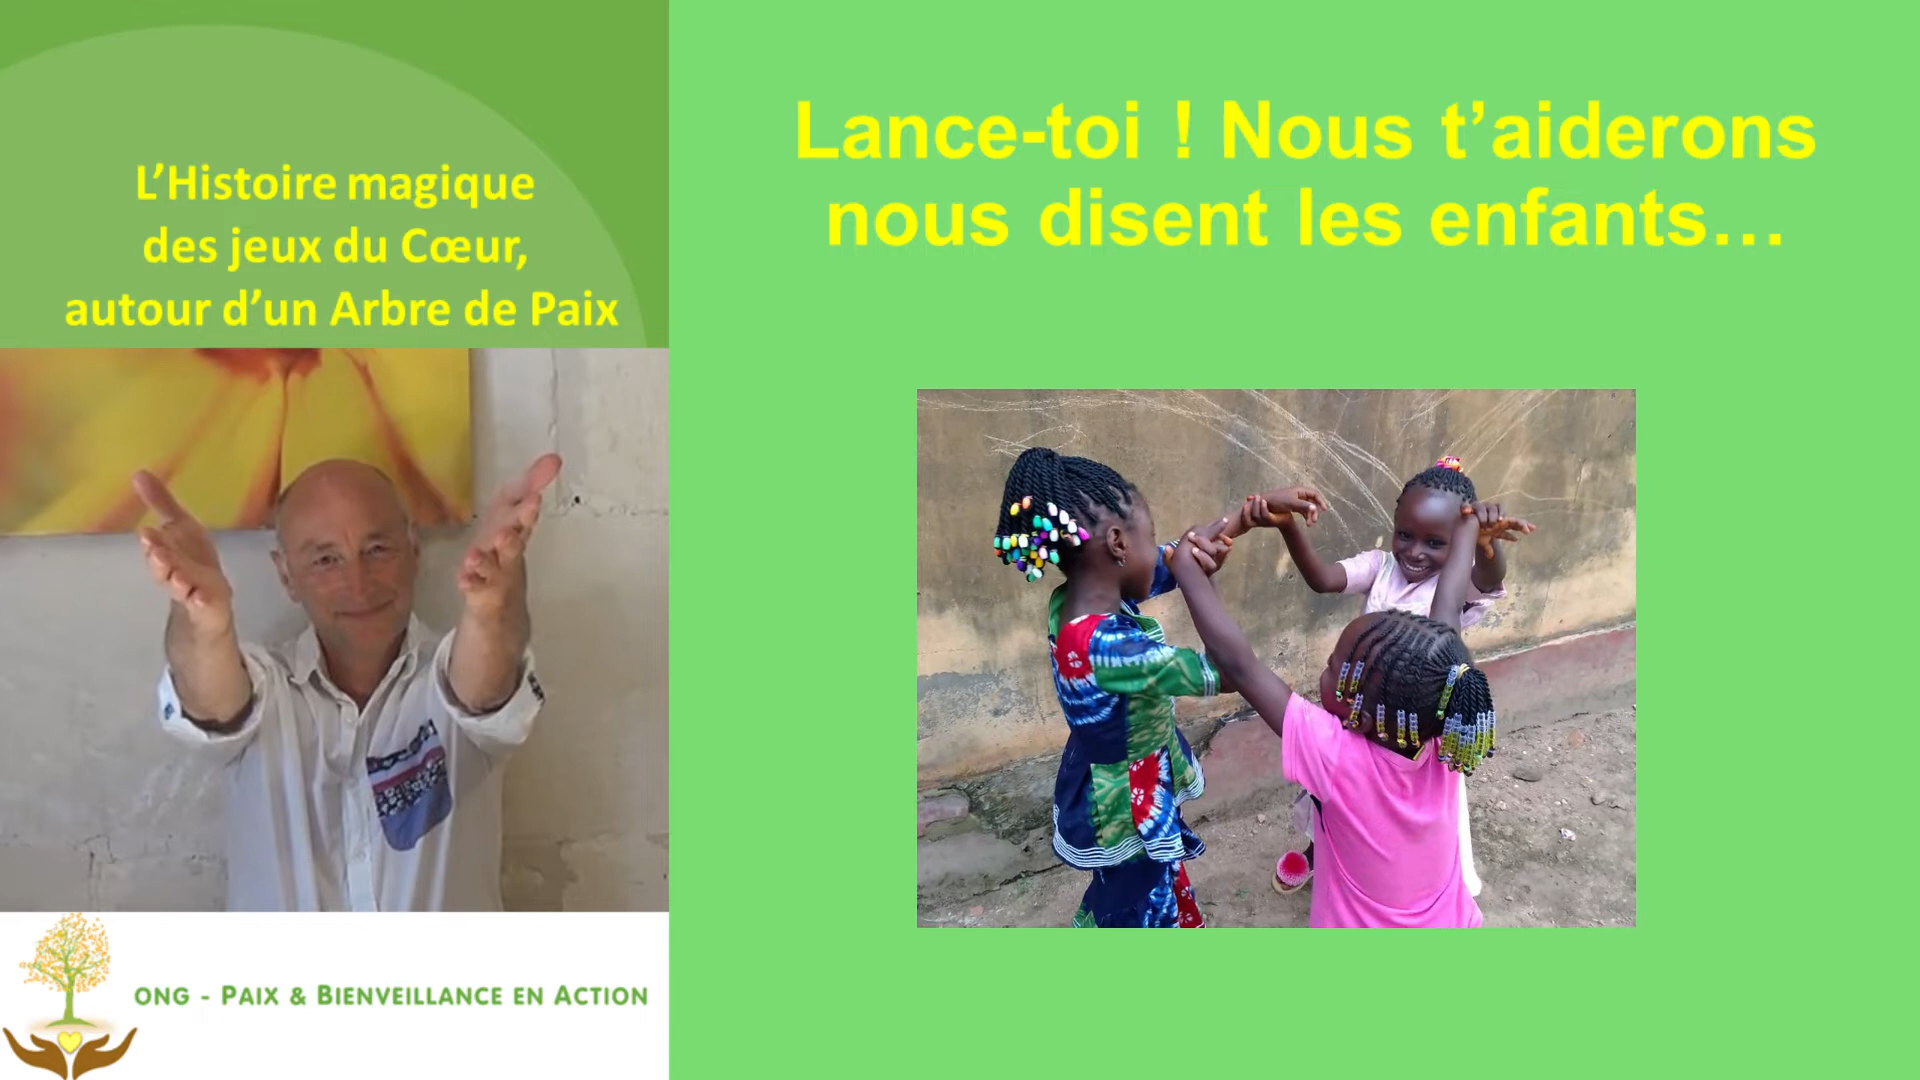 L’Histoire magique
des jeux du Cœur,
autour d’un Arbre de Paix
Lance-toi ! Nous t’aiderons
nous disent les enfants…
ONG - PAIX & BIENVEILLANCE EN ACTION